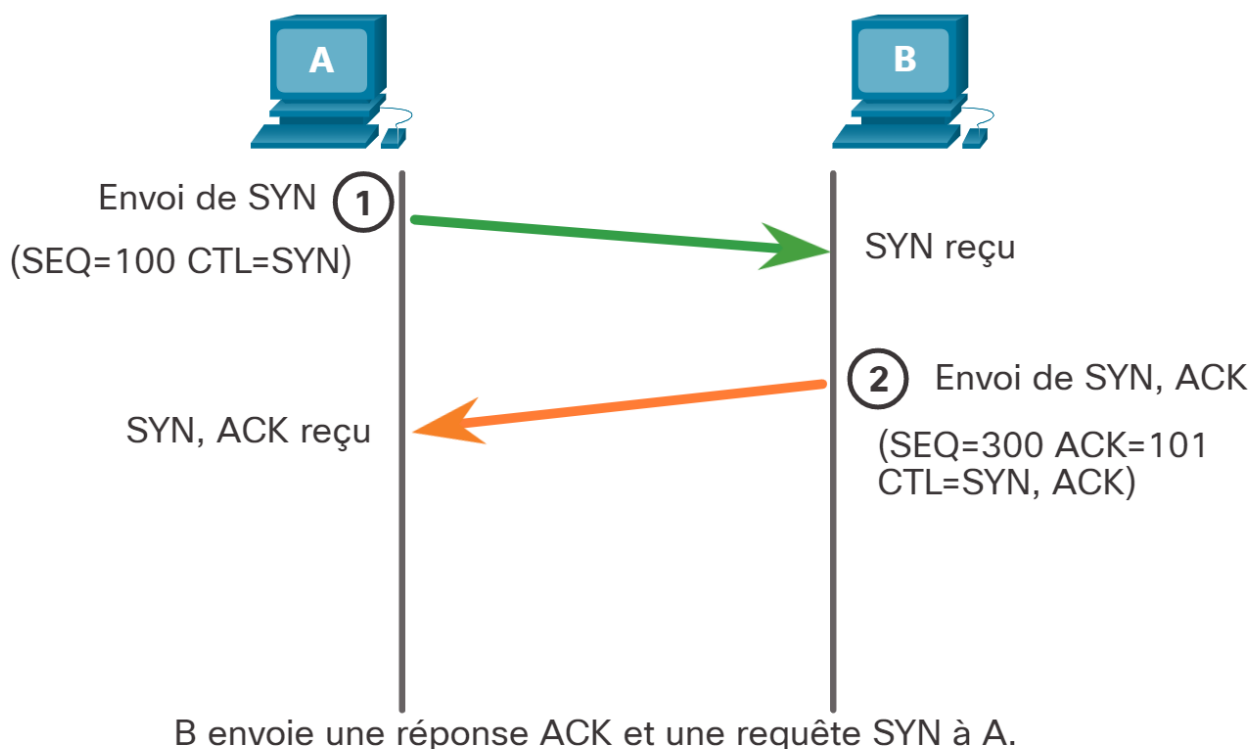 A
B
Envoi de SYN 1
(SEQ=100 CTL=SYN)
SYN reçu
2 Envoi de SYN, ACK
(SEQ=300 ACK=101
CTL=SYN, ACK)
SYN, ACK reçu
B envoie une réponse ACK et une requête SYN à A.